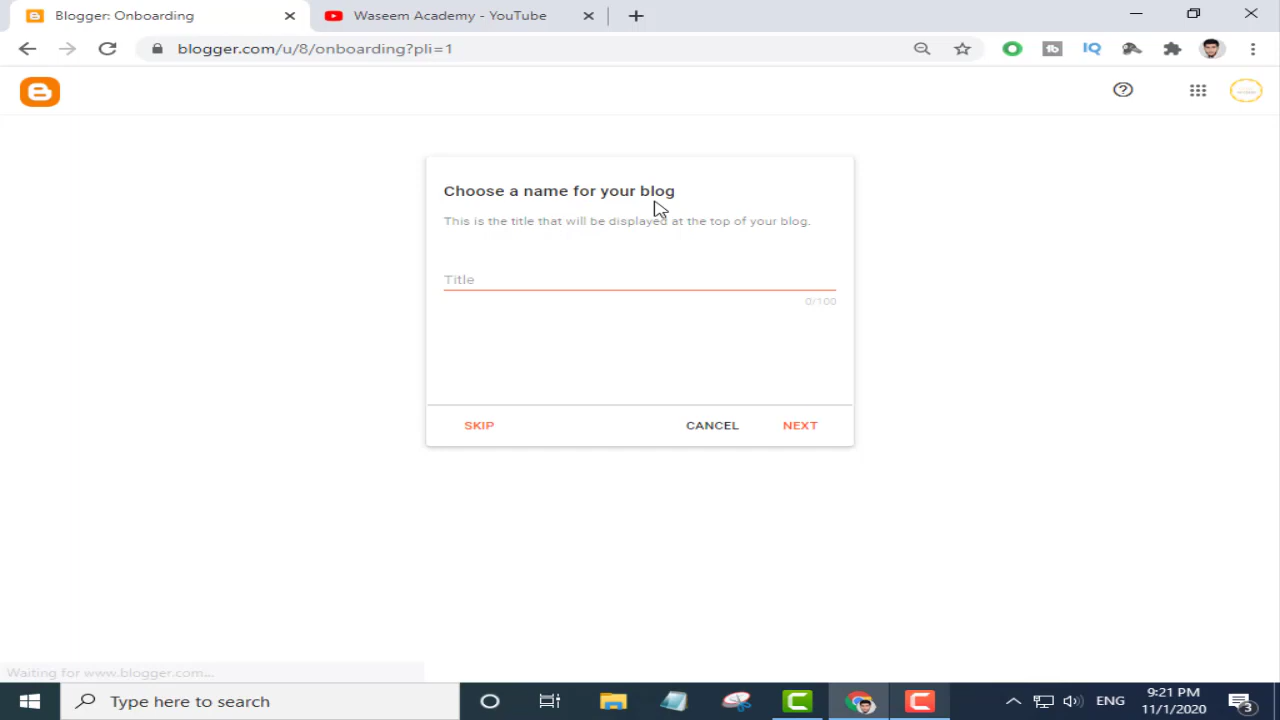 Blogger: Onboarding
Waseem Academy - YouTube
blogger.com/u/8/onboarding?pli=1
Choose a name for your blog
This is the title that will be displayed at the top of your blog.
Title
0/100
SKIP
CANCEL
NEXT
Waiting for www.blogger.com...
Type here to search
ENG
9:21 PM
11/1/2020
3